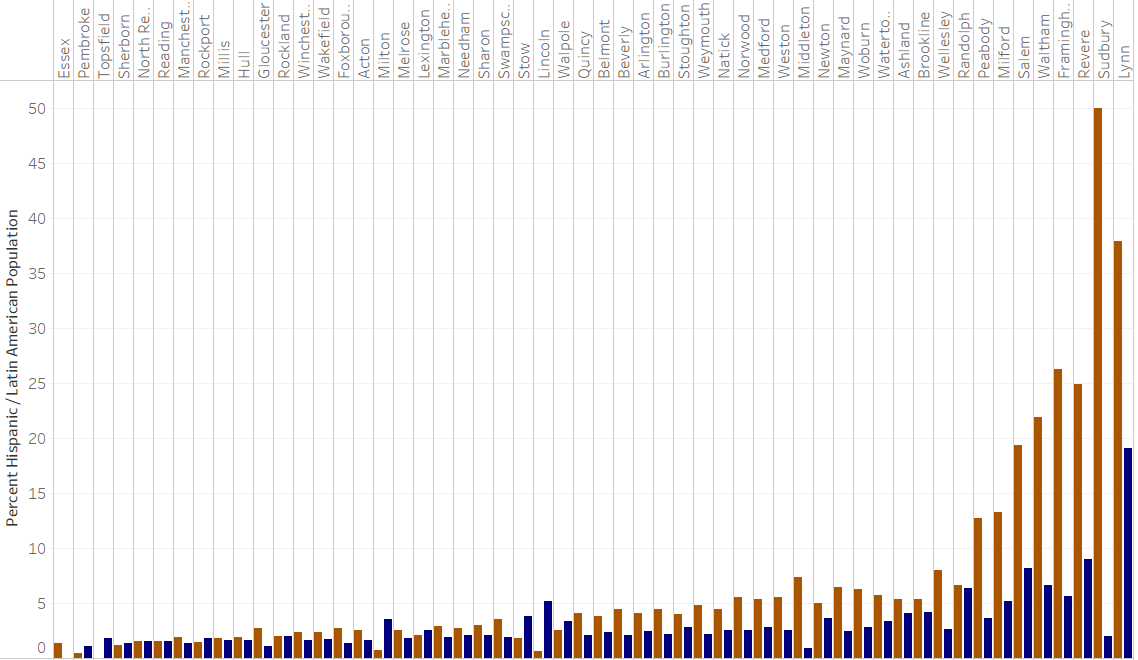 Essex
Pembroke
Topsfield
Sherborn
North Re..
Reading
Manchest..
Rockport
Millis
Hull
Gloucester
Rockland
Winchest..
Wakefield
Foxborou..
Acton
Milton
Melrose
Lexington
Marblehe..
Needham
Sharon
Swampsc..
Stow
Lincoln
Walpole
Quincy
Belmont
Beverly
Arlington
Burlington
Stoughton
Weymouth
Natick
Norwood
Medford
Weston
Middleton
Newton
Maynard
Woburn
Waterto..
Ashland
Brookline
Wellesley
Randolph
Peabody
Milford
Salem
Waltham
Framingh..
Revere
Sudbury
Lynn
Percent Hispanic / Latin American Population
50
45
40
35
30
25
20
15
10
5
0